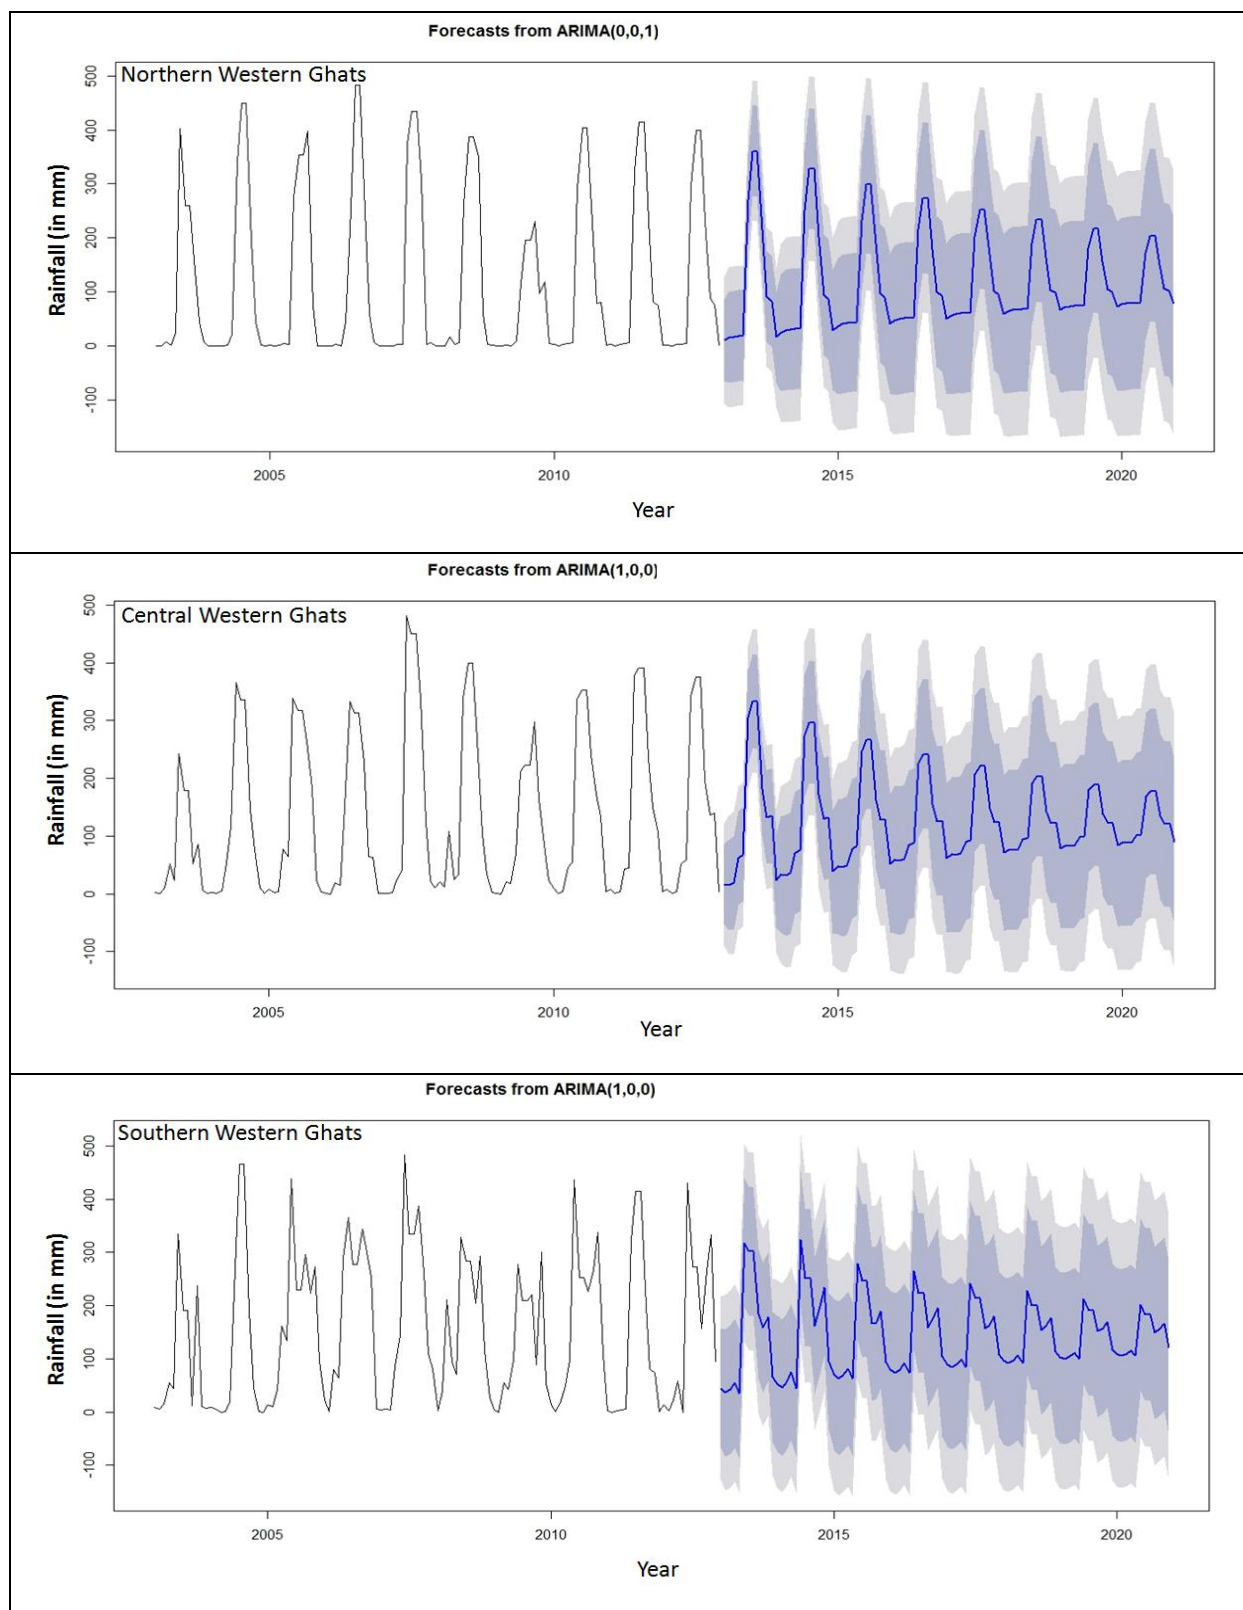 Forecasts from ARIMA(0,0,1)
Northern Western Ghats
Rainfall (in mm)
500
400
300
200
100
0
-100
2005 2010 2015 2020
Year
Forecasts from ARIMA(1,0,0)
Central Western Ghats
Rainfall (in mm)
500
400
300
200
100
0
-100
2005 2010 2015 2020
Year
Forecasts from ARIMA(1,0,0)
Southern Western Ghats
Rainfall (in mm)
500
400
300
200
100
0
-100
2005 2010 2015 2020
Year